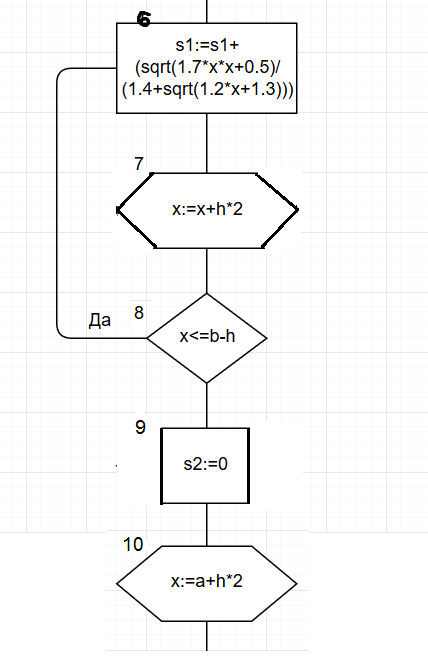 6
s1:=s1+
(sqrt(1.7*x*x+0.5)/
(1.4+sqrt(1.2*x+1.3)))
7
x:=x+h*2
8
Да
x<=b-h
9
s2:=0
10
x:=a+h*2